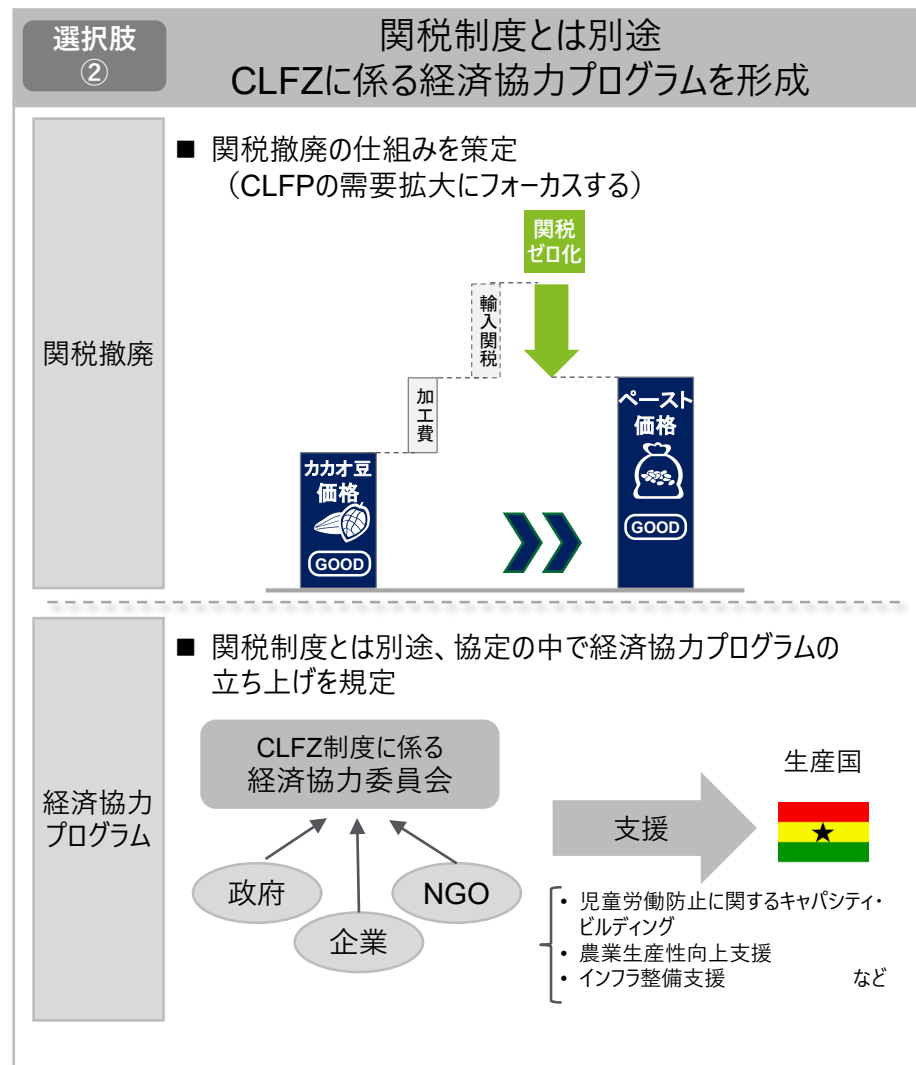 選択肢
②
関税制度とは別途
CLFZに係る経済協力プログラムを形成
関税撤廃
■ 関税撤廃の仕組みを策定
（CLFPの需要拡大にフォーカスする）
関税
ゼロ化
輸入関税
加工費
カカオ豆
価格
GOOD
ペースト
価格
GOOD
経済協力
プログラム
■ 関税制度とは別途、協定の中で経済協力プログラムの
立ち上げを規定
CLFZ制度に係る
経済協力委員会
政府
企業
NGO
支援
生産国
• 児童労働防止に関するキャパシティ・
ビルディング
• 農業生産性向上支援
• インフラ整備支援 など